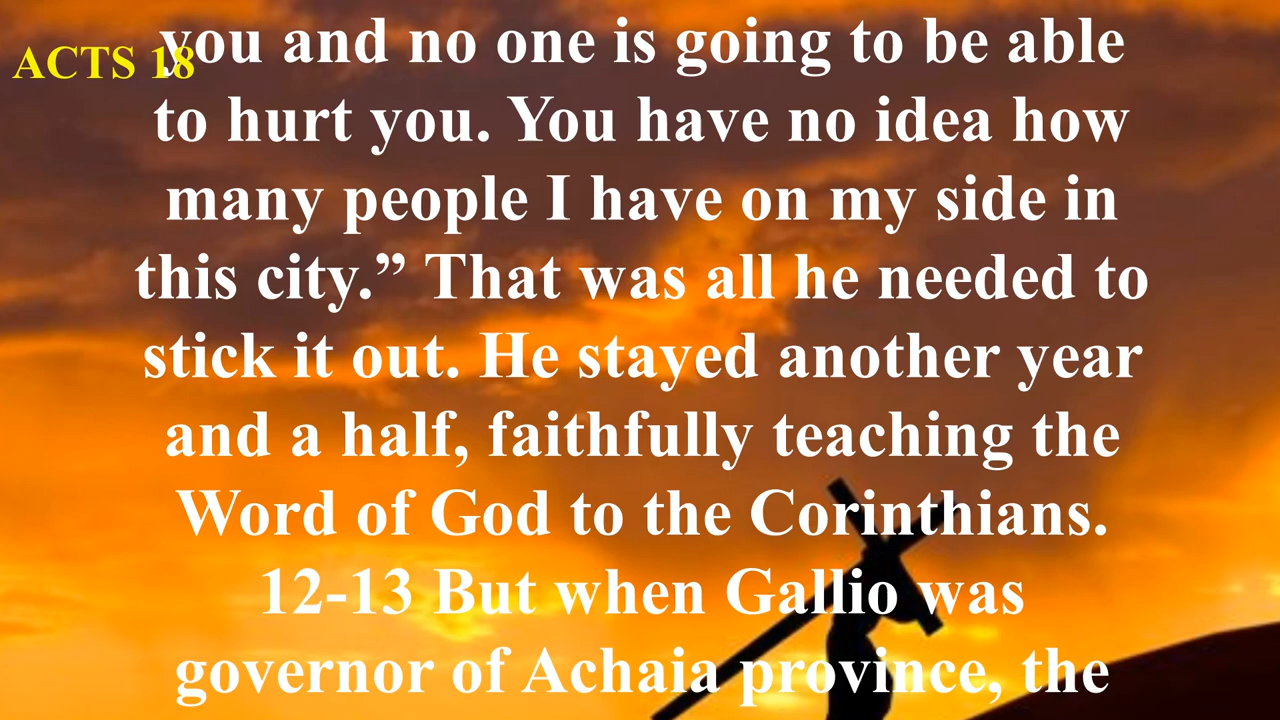 ACTS 18
you and no one is going to be able
to hurt you. You have no idea how
many people I have on my side in
this city.” That was all he needed to
stick it out. He stayed another year
and a half, faithfully teaching the
Word of God to the Corinthians.
12-13 But when Gallio was
governor of Achaia province, the